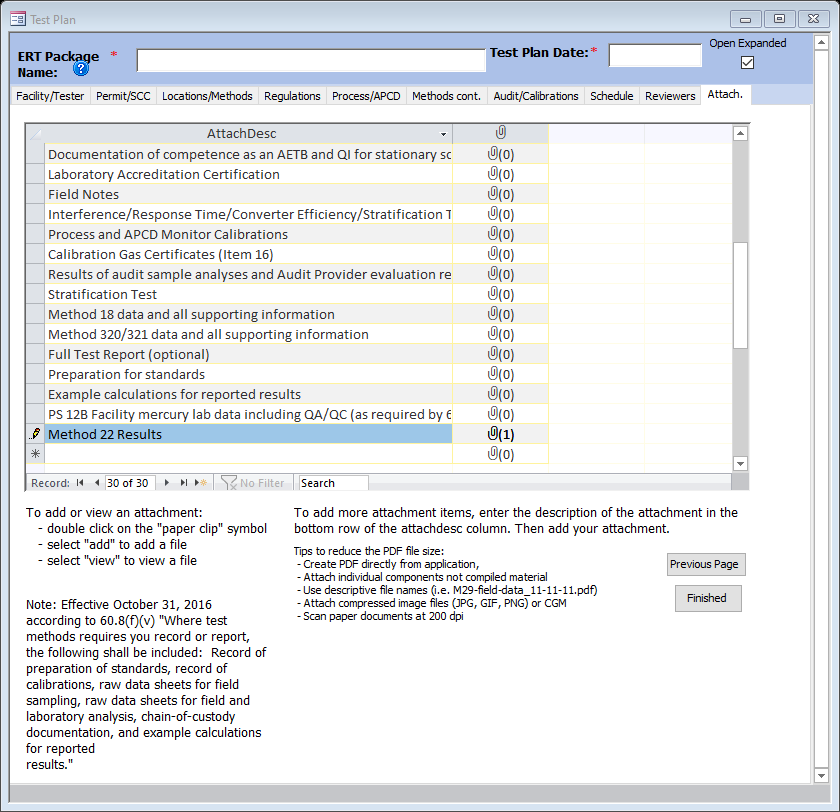 Test Plan
ERT Package *
Name: ?
Test Plan Date:*
Open Expanded
Facility/Tester Permit/SCC Locations/Methods Regulations Process/APCD Methods cont. Audit/Calibrations Schedule Reviewers Attach.
AttachDesc
Documentation of competence as an AETB and QI for stationary sc (0)
Laboratory Accreditation Certification (0)
Field Notes (0)
Interference/Response Time/Converter Efficiency/Stratification T (0)
Process and APCD Monitor Calibrations (0)
Calibration Gas Certificates (Item 16) (0)
Results of audit sample analyses and Audit Provider evaluation re (0)
Stratification Test (0)
Method 18 data and all supporting information (0)
Method 320/321 data and all supporting information (0)
Full Test Report (optional) (0)
Preparation for standards (0)
Example calculations for reported results (0)
PS 12B Facility mercury lab data including QA/QC (as required by 6 (0)
Method 22 Results (1)
(0)
Record: 30 of 30 No Filter Search
To add or view an attachment:
- double click on the "paper clip" symbol
- select "add" to add a file
- select "view" to view a file
Note: Effective October 31, 2016
according to 60.8(f)(v) "Where test
methods requires you record or report,
the following shall be included: Record of
preparation of standards, record of
calibrations, raw data sheets for field
sampling, raw data sheets for field and
laboratory analysis, chain-of-custody
documentation, and example calculations
for reported
results."
To add more attachment items, enter the description of the attachment in the
bottom row of the attachdesc column. Then add your attachment.
Tips to reduce the PDF file size:
- Create PDF directly from application,
- Attach individual components not compiled material
- Use descriptive file names (i.e. M29-field-data_11-11-11.pdf)
- Attach compressed image files (JPG, GIF, PNG) or CGM
- Scan paper documents at 200 dpi
Previous Page
Finished